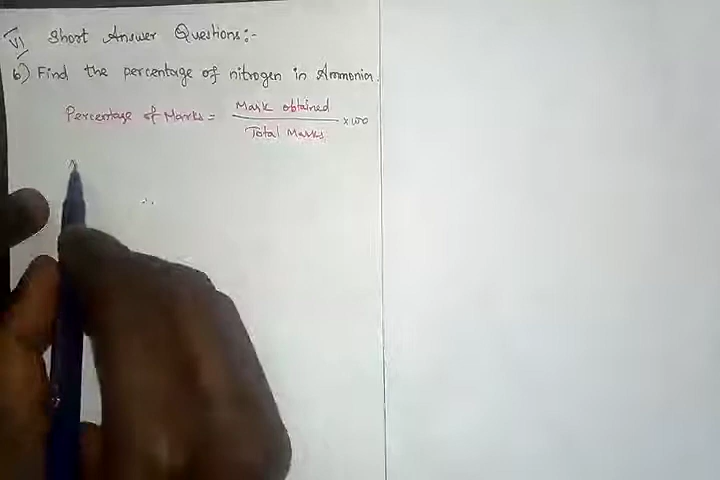 VI Short Answer Questions:-
6) Find the percentage of nitrogen in Ammonia.
Percentage of Marks = Mark obtained / Total Marks × 100